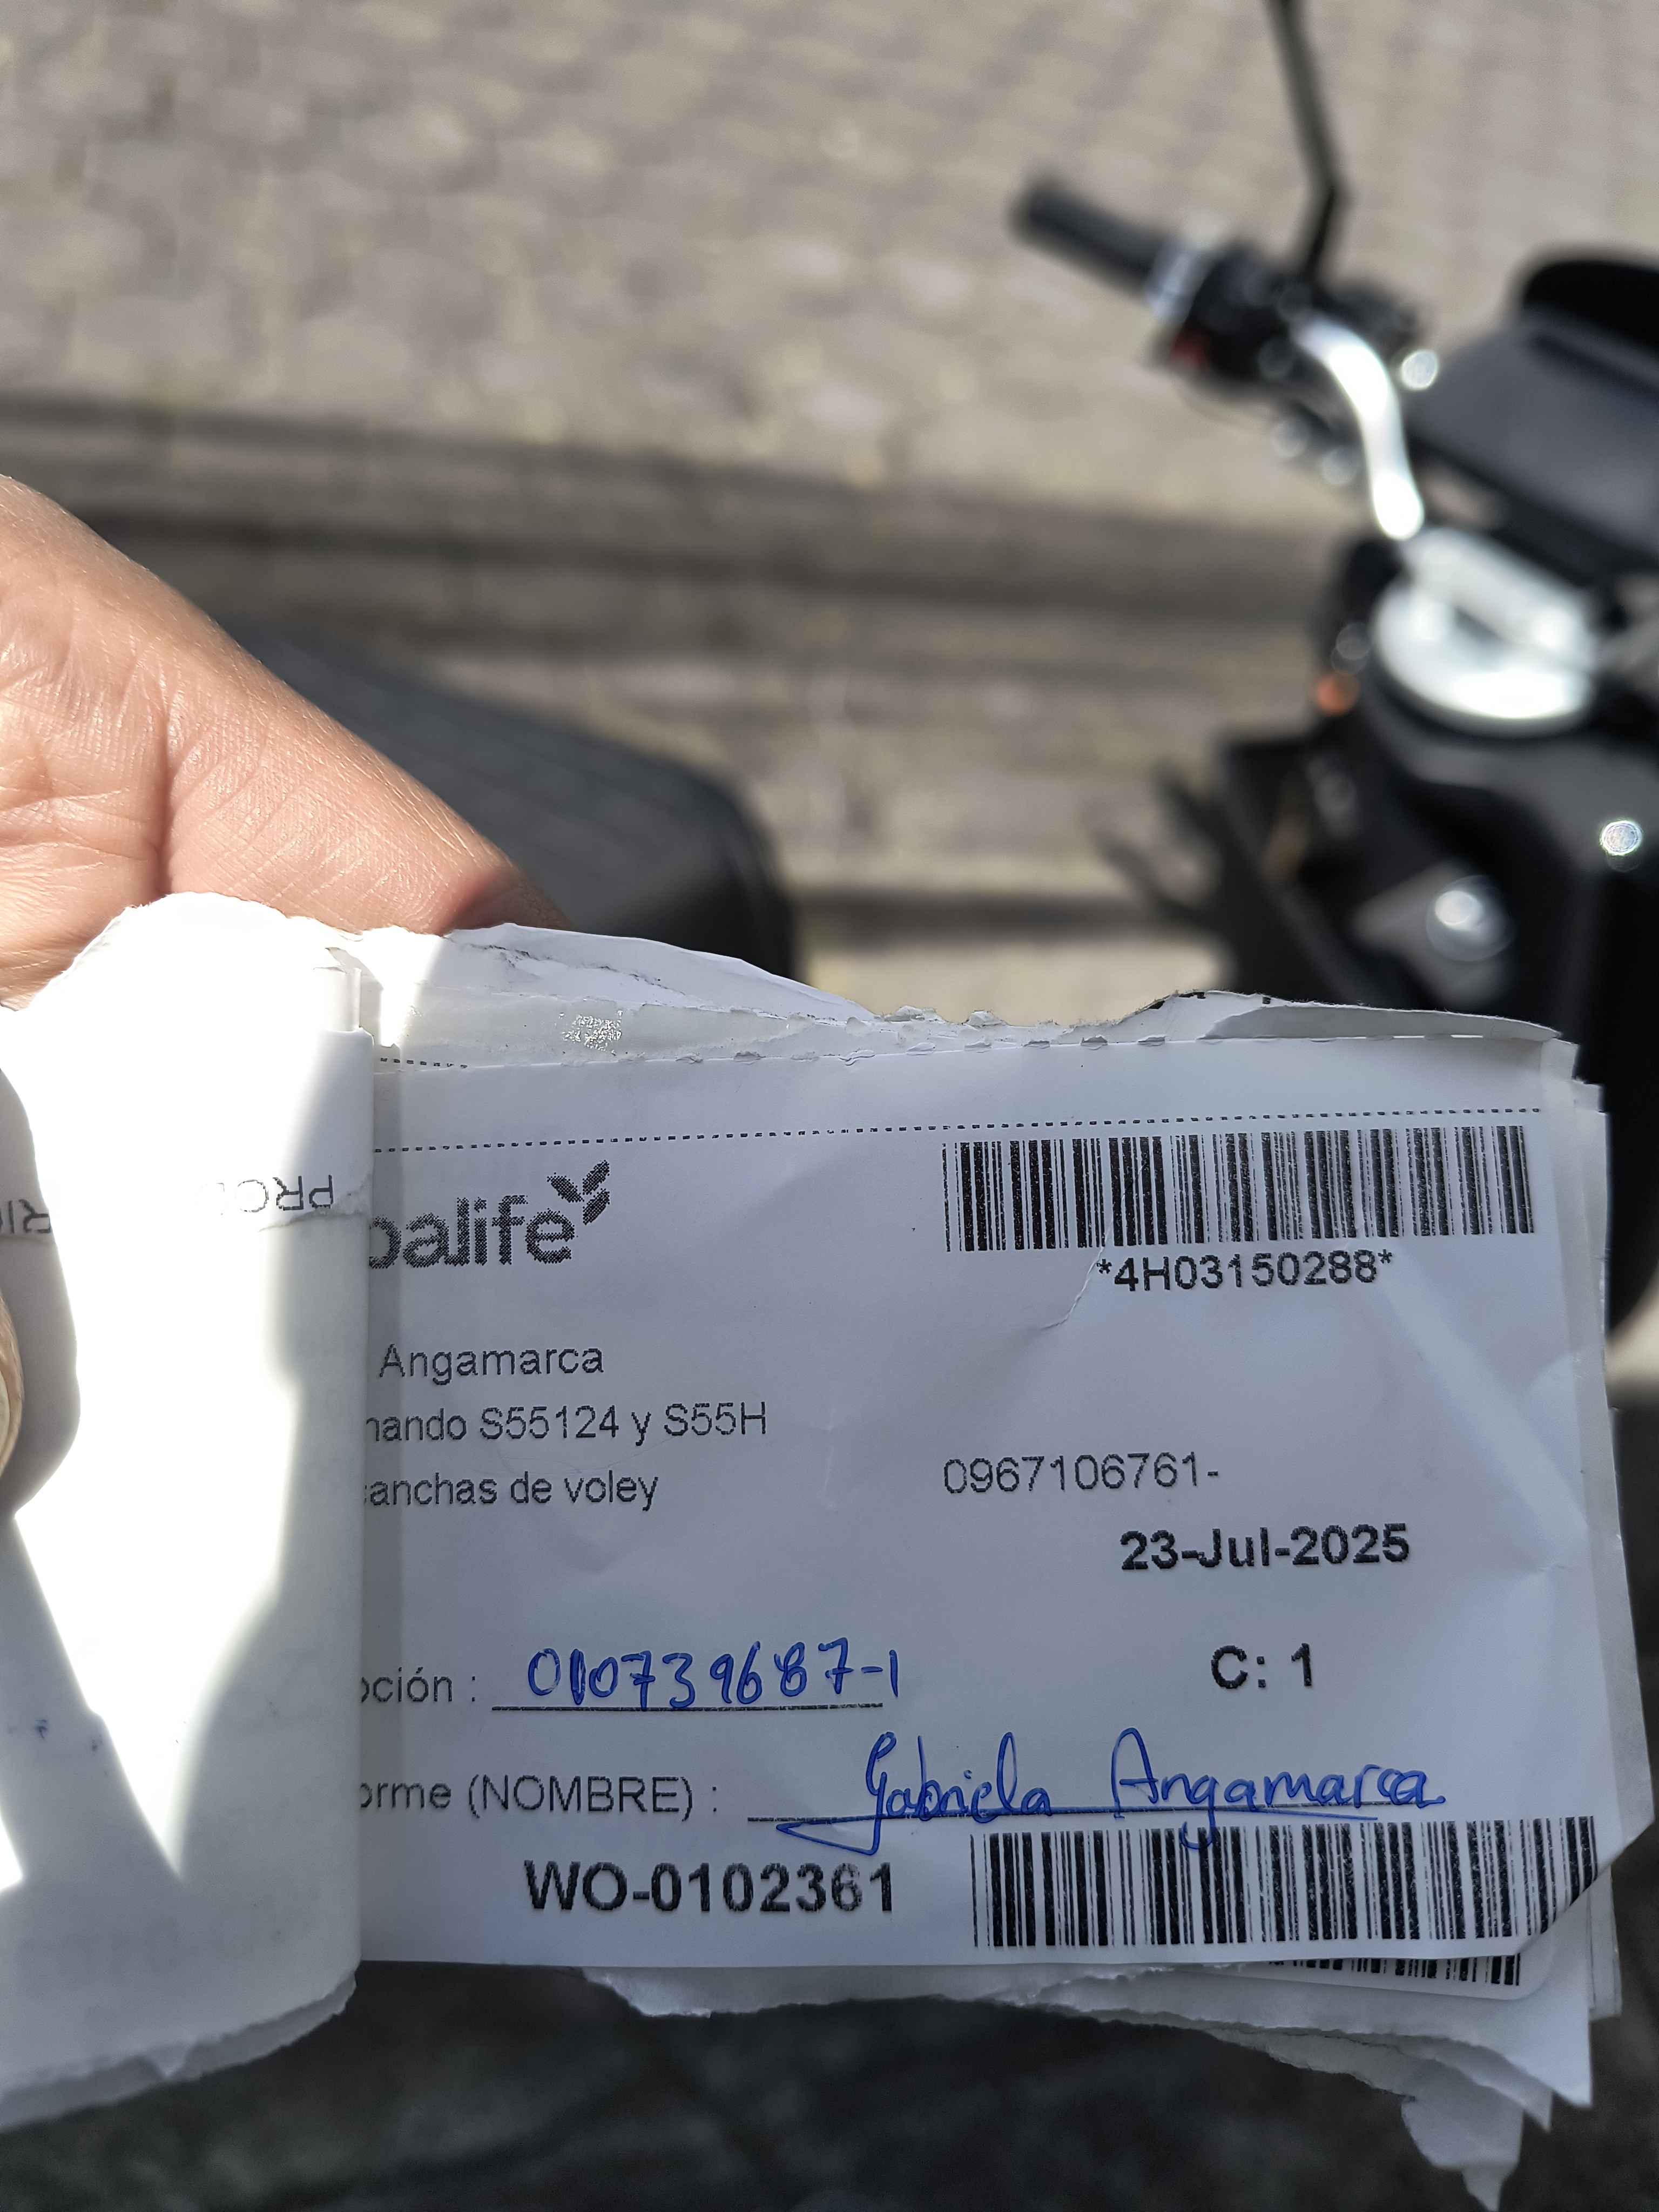 PRO
balife
*4H03150288*
Angamarca
nando S55124 y S55H
canchas de voley
0967106761-
23-Jul-2025
pción : 010739687-1
C: 1
orme (NOMBRE) : Gabriela Angamarca
WO-0102361